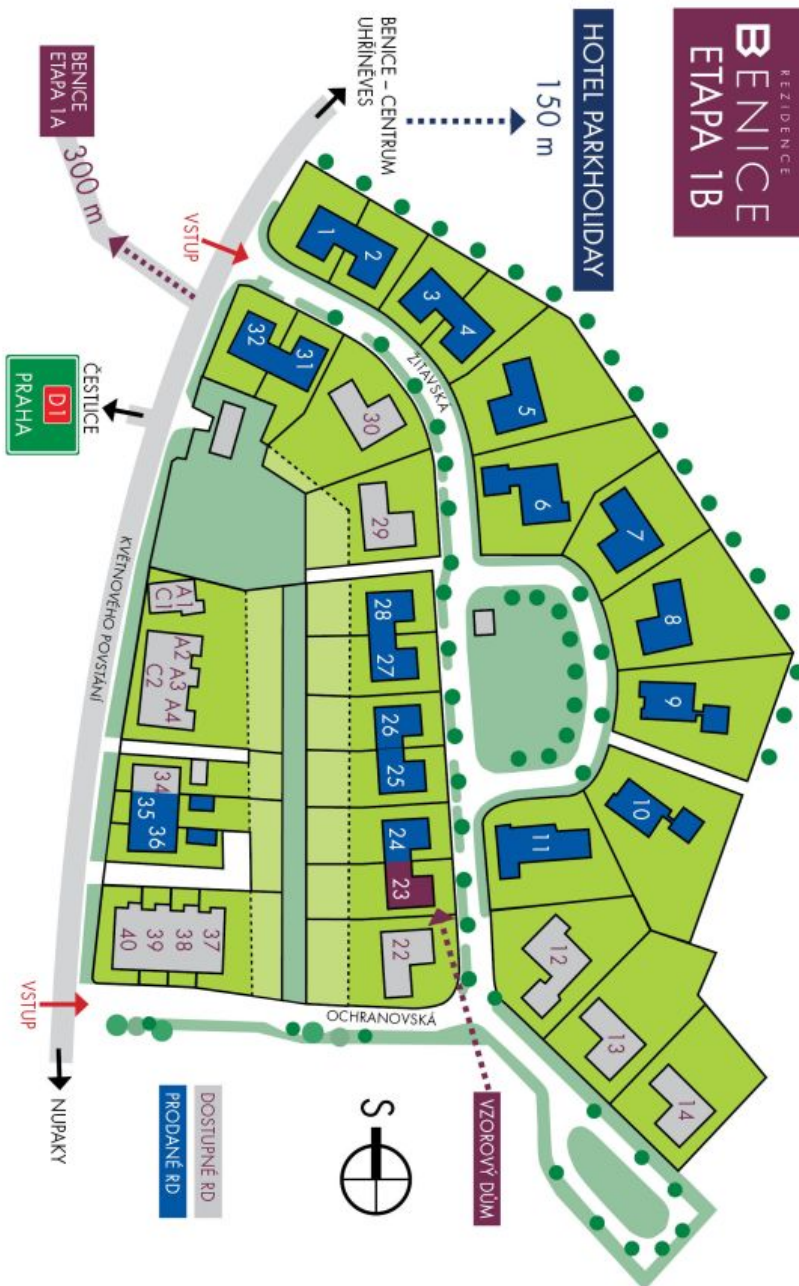 REZIDENCE
BENICE
ETAPA 1B
HOTEL PARKHOLIDAY
150 m
BENICE – CENTRUM
UHŘÍNĚVES
BENICE
ETAPA 1A
300 m
VSTUP
ČESTLICE
D1
PRAHA
KVĚTNOVÉHO POVSTÁNÍ
ŽITAVSKÁ
1
2
3
4
5
6
7
8
9
10
11
12
13
14
32
31
30
29
28
27
26
25
24
23
22
A1
C1
A2
A3
A4
C2
34
35
36
37
38
39
40
OCHRANOVSKÁ
VSTUP
NUPAKY
VZOROVÝ DŮM
S
DOSTUPNÉ RD
PRODANÉ RD